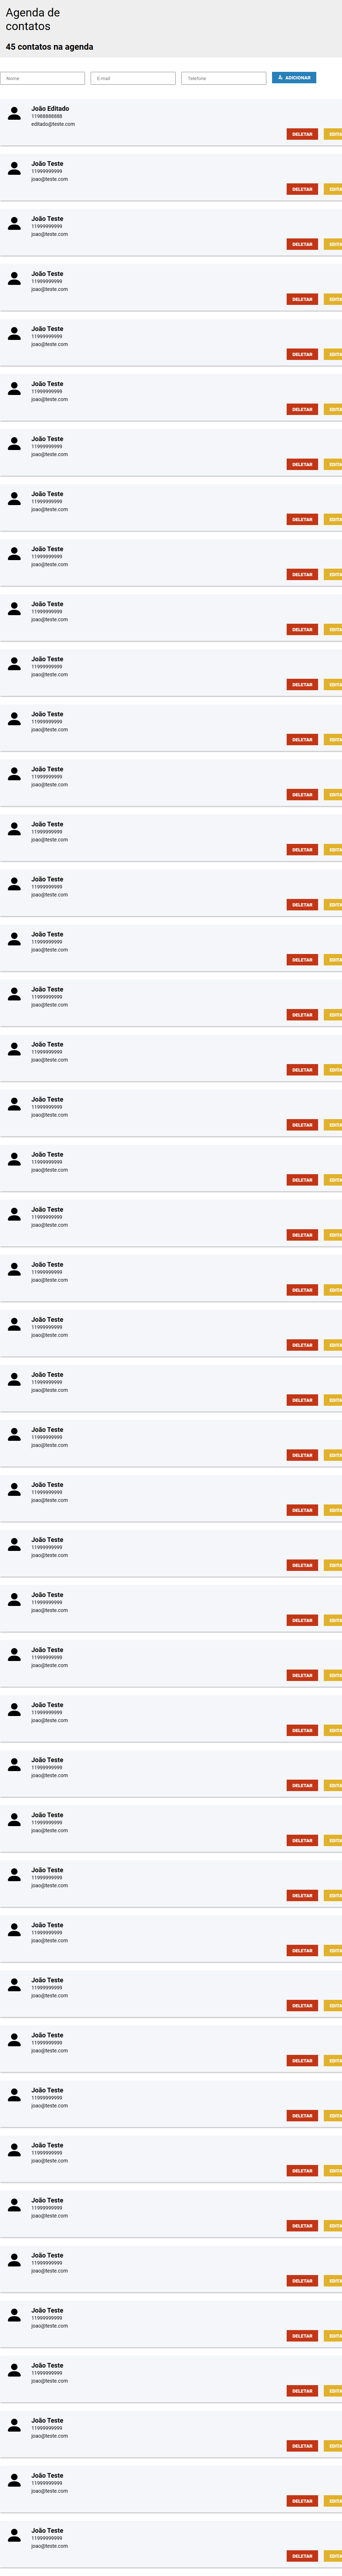 Agenda de
contatos
45 contatos na agenda
Nome E-mail Telefone ADICIONAR
João Editado
11988888888
editado@teste.com
DELETAR EDITA
João Teste
11999999999
joao@teste.com
DELETAR EDITA
João Teste
11999999999
joao@teste.com
DELETAR EDITA
João Teste
11999999999
joao@teste.com
DELETAR EDITA
João Teste
11999999999
joao@teste.com
DELETAR EDITA
João Teste
11999999999
joao@teste.com
DELETAR EDITA
João Teste
11999999999
joao@teste.com
DELETAR EDITA
João Teste
11999999999
joao@teste.com
DELETAR EDITA
João Teste
11999999999
joao@teste.com
DELETAR EDITA
João Teste
11999999999
joao@teste.com
DELETAR EDITA
João Teste
11999999999
joao@teste.com
DELETAR EDITA
João Teste
11999999999
joao@teste.com
DELETAR EDITA
João Teste
11999999999
joao@teste.com
DELETAR EDITA
João Teste
11999999999
joao@teste.com
DELETAR EDITA
João Teste
11999999999
joao@teste.com
DELETAR EDITA
João Teste
11999999999
joao@teste.com
DELETAR EDITA
João Teste
11999999999
joao@teste.com
DELETAR EDITA
João Teste
11999999999
joao@teste.com
DELETAR EDITA
João Teste
11999999999
joao@teste.com
DELETAR EDITA
João Teste
11999999999
joao@teste.com
DELETAR EDITA
João Teste
11999999999
joao@teste.com
DELETAR EDITA
João Teste
11999999999
joao@teste.com
DELETAR EDITA
João Teste
11999999999
joao@teste.com
DELETAR EDITA
João Teste
11999999999
joao@teste.com
DELETAR EDITA
João Teste
11999999999
joao@teste.com
DELETAR EDITA
João Teste
11999999999
joao@teste.com
DELETAR EDITA
João Teste
11999999999
joao@teste.com
DELETAR EDITA
João Teste
11999999999
joao@teste.com
DELETAR EDITA
João Teste
11999999999
joao@teste.com
DELETAR EDITA
João Teste
11999999999
joao@teste.com
DELETAR EDITA
João Teste
11999999999
joao@teste.com
DELETAR EDITA
João Teste
11999999999
joao@teste.com
DELETAR EDITA
João Teste
11999999999
joao@teste.com
DELETAR EDITA
João Teste
11999999999
joao@teste.com
DELETAR EDITA
João Teste
11999999999
joao@teste.com
DELETAR EDITA
João Teste
11999999999
joao@teste.com
DELETAR EDITA
João Teste
11999999999
joao@teste.com
DELETAR EDITA
João Teste
11999999999
joao@teste.com
DELETAR EDITA
João Teste
11999999999
joao@teste.com
DELETAR EDITA
João Teste
11999999999
joao@teste.com
DELETAR EDITA
João Teste
11999999999
joao@teste.com
DELETAR EDITA
João Teste
11999999999
joao@teste.com
DELETAR EDITA
João Teste
11999999999
joao@teste.com
DELETAR EDITA
João Teste
11999999999
joao@teste.com
DELETAR EDITA
João Teste
11999999999
joao@teste.com
DELETAR EDITA